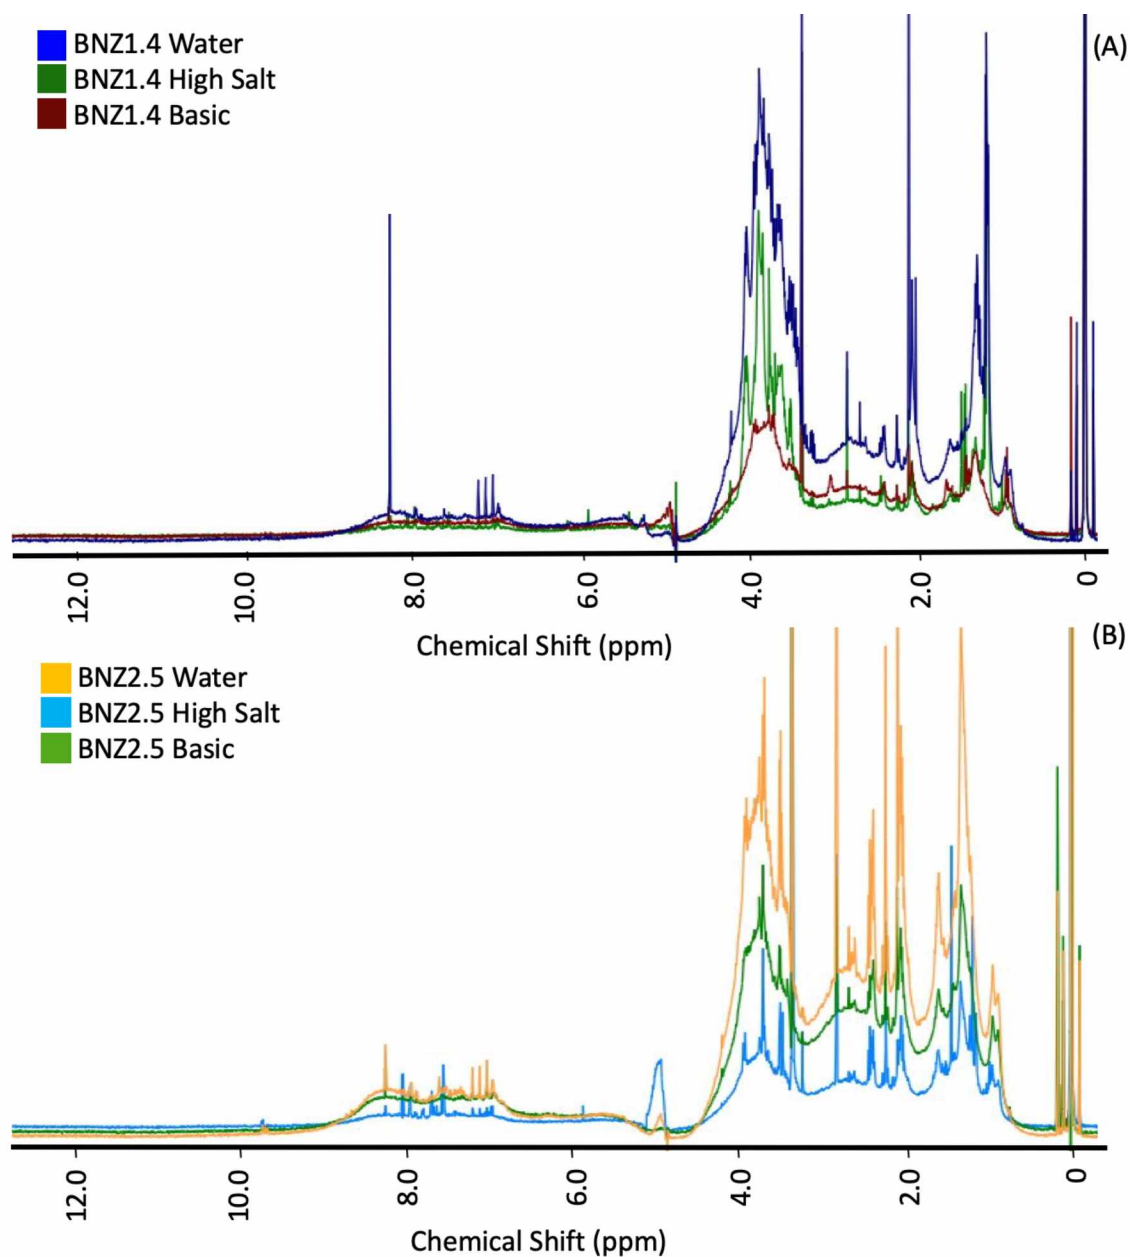 BNZ1.4 Water
(A)
BNZ1.4 High Salt
BNZ1.4 Basic
12.0 10.0 8.0 6.0 4.0 2.0 0
Chemical Shift (ppm)
(B)
BNZ2.5 Water
BNZ2.5 High Salt
BNZ2.5 Basic
12.0 10.0 8.0 6.0 4.0 2.0 0
Chemical Shift (ppm)